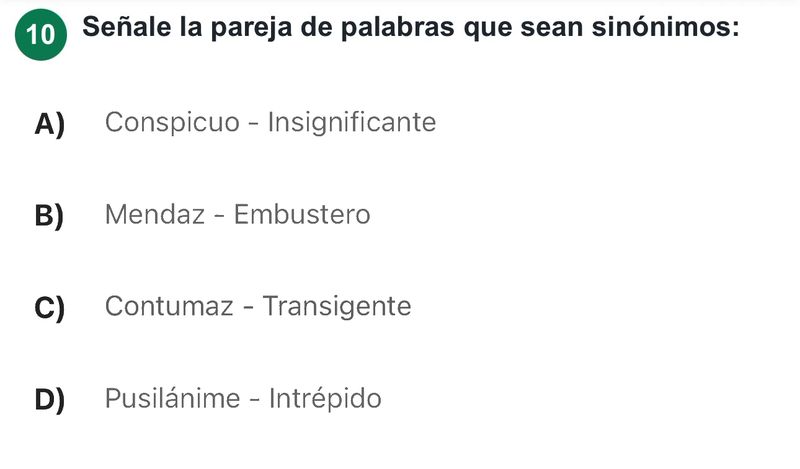 10 Señale la pareja de palabras que sean sinónimos:
A) Conspicuo - Insignificante
B) Mendaz - Embustero
C) Contumaz - Transigente
D) Pusilánime - Intrépido